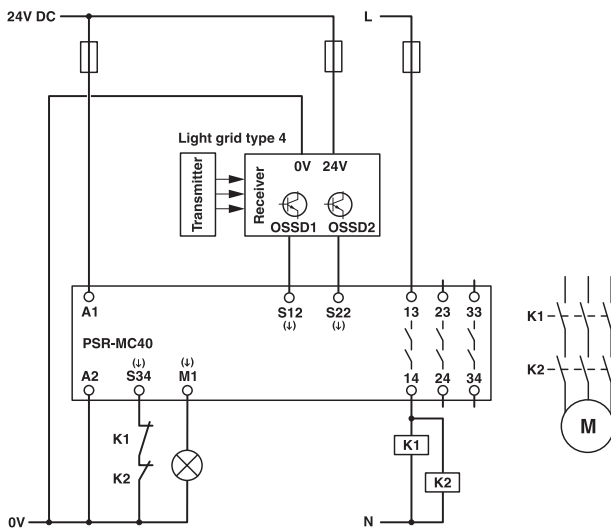 24V DC
L
Light grid type 4
0V 24V
Transmitter
Receiver
OSSD1 OSSD2
A1
S12 S22 13 23 33
(↓) (↓)
PSR-MC40
(↓) (↓)
A2 S34 M1 14 24 34
K1
K2
K1
K2
0V
N
K1
K2
M